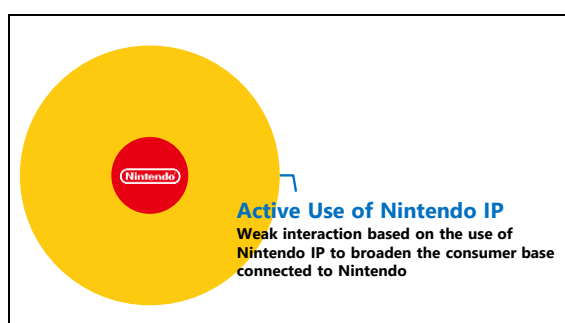 Nintendo
Active Use of Nintendo IP
Weak interaction based on the use of
Nintendo IP to broaden the consumer base
connected to Nintendo